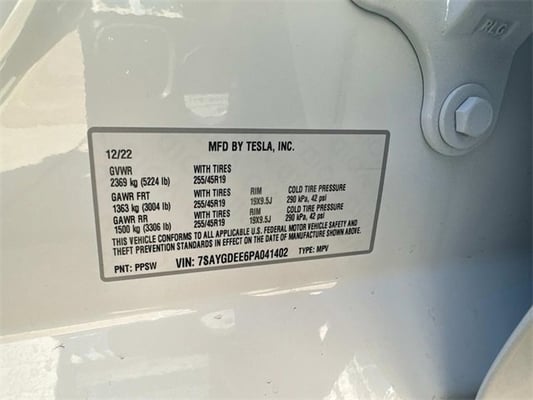 RLG
MFD BY TESLA, INC.
12/22
GVWR WITH TIRES
2369 kg (5224 lb) 255/45R19
GAWR FRT WITH TIRES RIM COLD TIRE PRESSURE
1363 kg (3004 lb) 255/45R19 19X9.5J 290 kPa, 42 psi
GAWR RR WITH TIRES RIM COLD TIRE PRESSURE
1500 kg (3306 lb) 255/45R19 19X9.5J 290 kPa, 42 psi
THIS VEHICLE CONFORMS TO ALL APPLICABLE U.S. FEDERAL MOTOR VEHICLE SAFETY AND
THEFT PREVENTION STANDARDS IN EFFECT ON THE DATE OF MANUFACTURE SHOWN ABOVE.
PNT: PPSW VIN: 7SAYGDEE6PA041402 TYPE: MPV